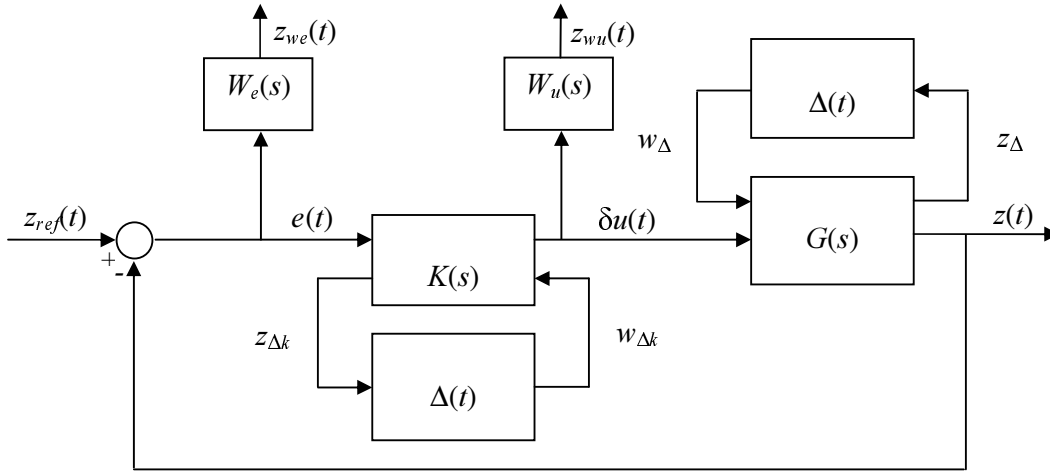 z_we(t)
z_wu(t)
W_e(s)
W_u(s)
Δ(t)
w_Δ
z_Δ
z_ref(t)
e(t)
δu(t)
z(t)
+
-
K(s)
G(s)
z_Δk
w_Δk
Δ(t)